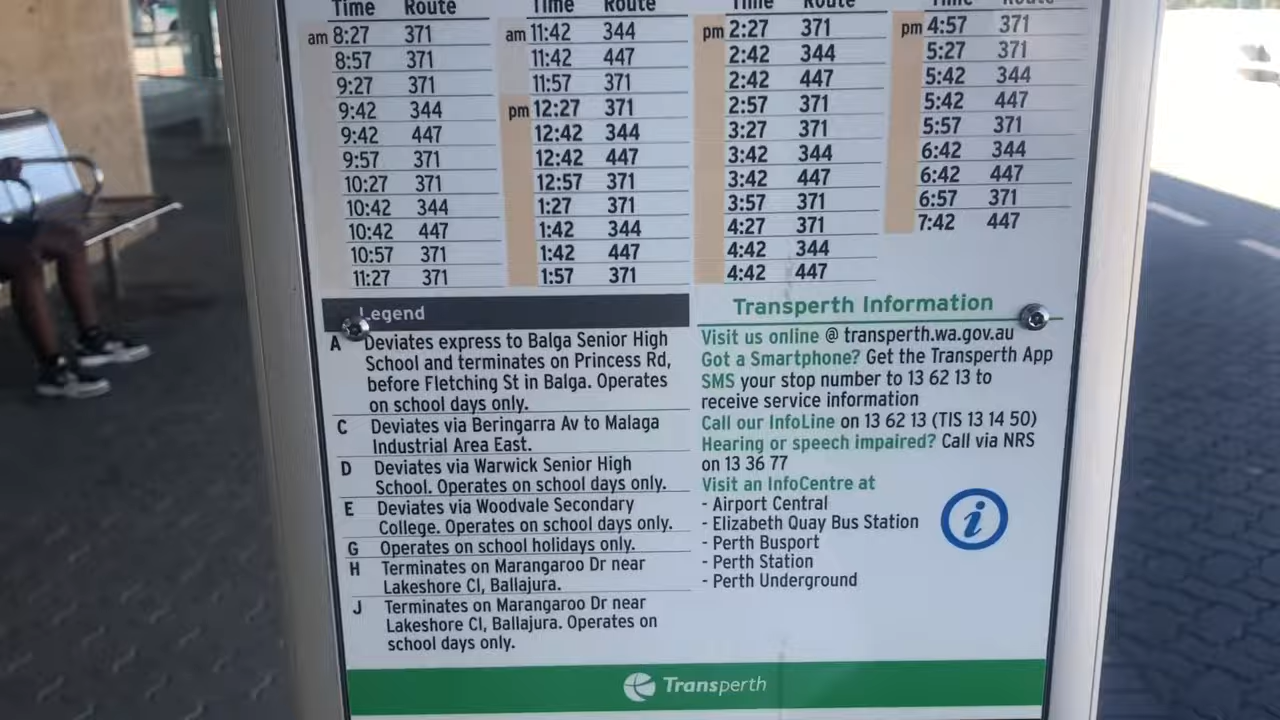 Time Route
am 8:27 371
8:57 371
9:27 371
9:42 344
9:42 447
9:57 371
10:27 371
10:42 344
10:42 447
10:57 371
11:27 371
Time Route
am 11:42 344
11:42 447
11:57 371
pm 12:27 371
12:42 344
12:42 447
12:57 371
1:27 371
1:42 344
1:42 447
1:57 371
Time Route
pm 2:27 371
2:42 344
2:42 447
2:57 371
3:27 371
3:42 344
3:42 447
3:57 371
4:27 371
4:42 344
4:42 447
Time Route
pm 4:57 371
5:27 371
5:42 344
5:42 447
5:57 371
6:42 344
6:42 447
6:57 371
7:42 447
Legend
A Deviates express to Balga Senior High
School and terminates on Princess Rd,
before Fletching St in Balga. Operates
on school days only.
C Deviates via Beringarra Av to Malaga
Industrial Area East.
D Deviates via Warwick Senior High
School. Operates on school days only.
E Deviates via Woodvale Secondary
College. Operates on school days only.
G Operates on school holidays only.
H Terminates on Marangaroo Dr near
Lakeshore Cl, Ballajura.
J Terminates on Marangaroo Dr near
Lakeshore Cl, Ballajura. Operates on
school days only.
Transperth Information
Visit us online @ transperth.wa.gov.au
Got a Smartphone? Get the Transperth App
SMS your stop number to 13 62 13 to
receive service information
Call our InfoLine on 13 62 13 (TIS 13 14 50)
Hearing or speech impaired? Call via NRS
on 13 36 77
Visit an InfoCentre at
- Airport Central
- Elizabeth Quay Bus Station
- Perth Busport
- Perth Station
- Perth Underground
i
Transperth